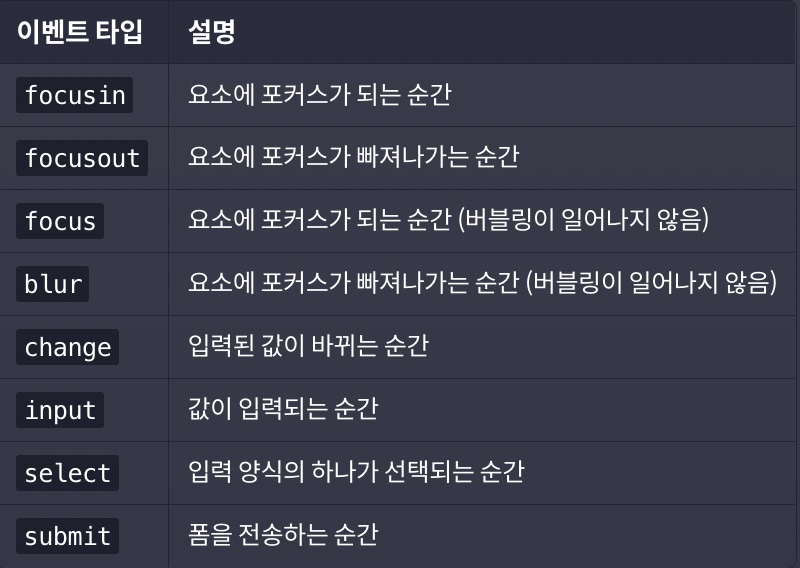 이벤트 타입 설명
focusin 요소에 포커스가 되는 순간
focusout 요소에 포커스가 빠져나가는 순간
focus 요소에 포커스가 되는 순간 (버블링이 일어나지 않음)
blur 요소에 포커스가 빠져나가는 순간 (버블링이 일어나지 않음)
change 입력된 값이 바뀌는 순간
input 값이 입력되는 순간
select 입력 양식의 하나가 선택되는 순간
submit 폼을 전송하는 순간